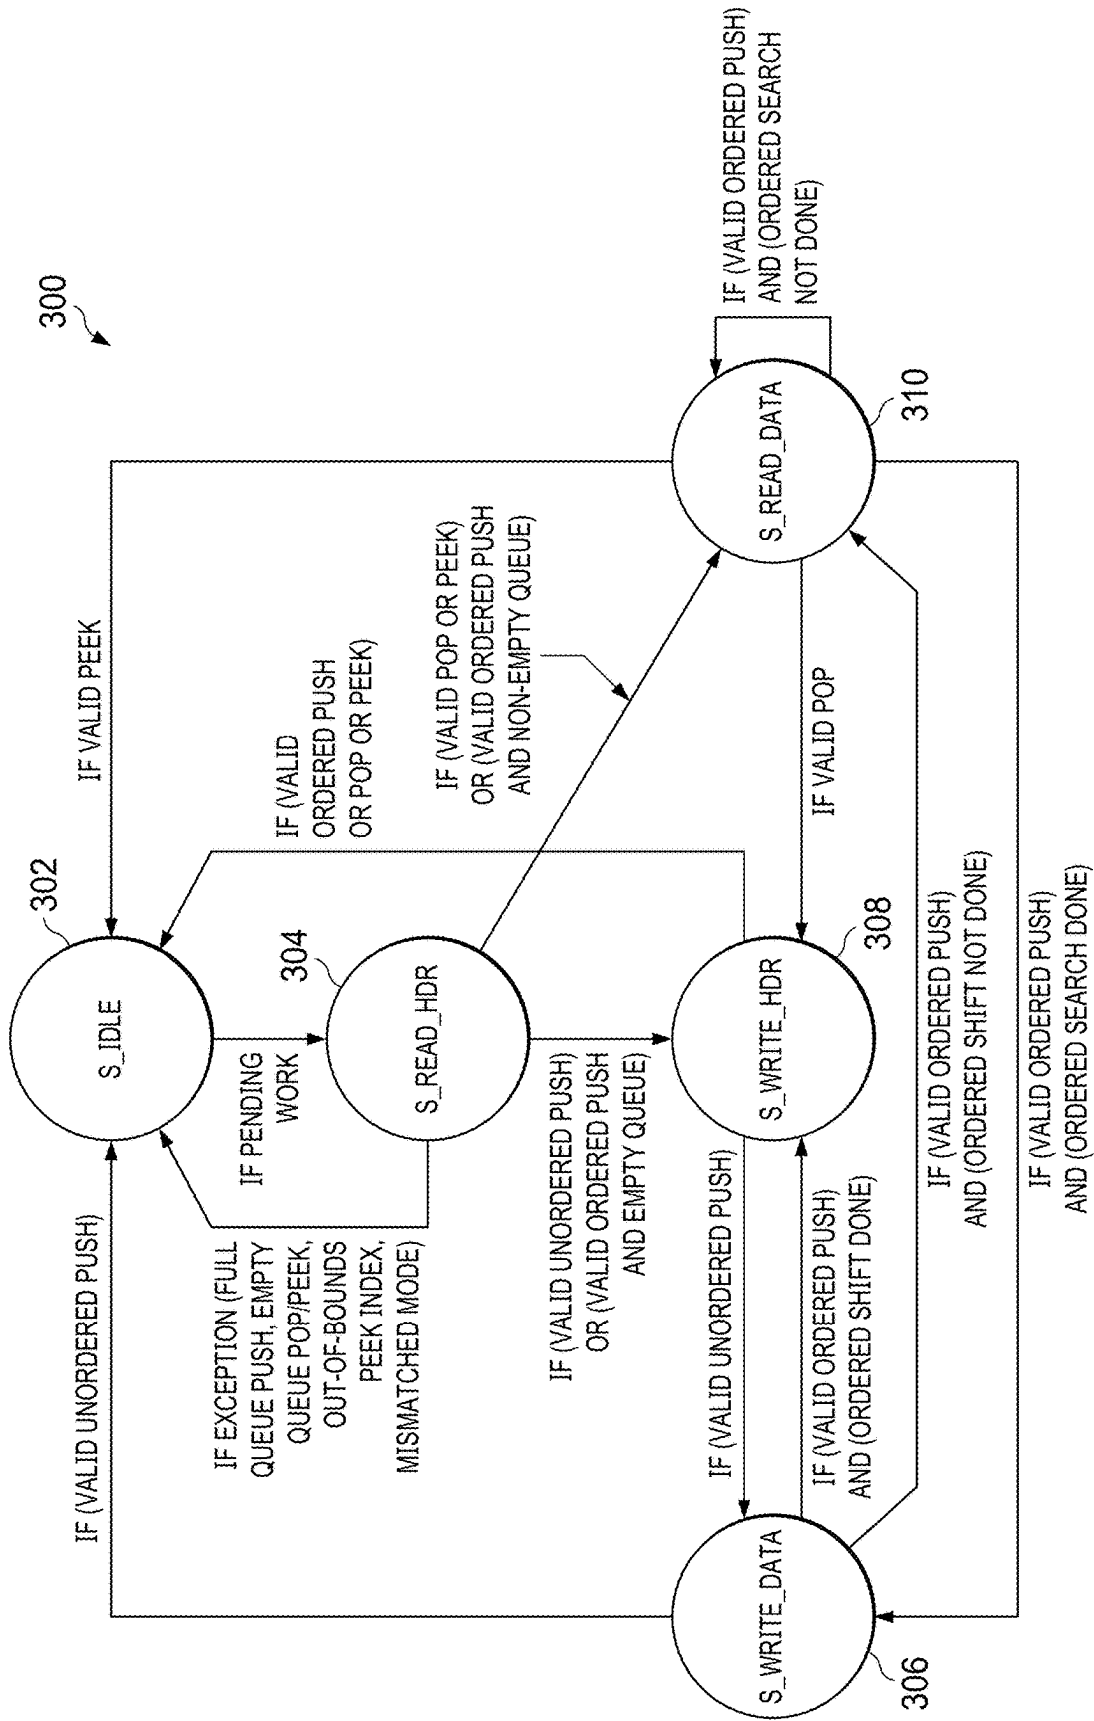 300
302
S_IDLE
IF (VALID UNORDERED PUSH)
IF VALID PEEK
IF PENDING
WORK
304
S_READ_HDR
IF EXCEPTION (FULL
QUEUE PUSH, EMPTY
QUEUE POP/PEEK,
OUT-OF-BOUNDS
PEEK INDEX,
MISMATCHED MODE)
IF (VALID
ORDERED PUSH
OR POP OR PEEK)
IF (VALID POP OR PEEK)
OR (VALID ORDERED PUSH
AND NON-EMPTY QUEUE)
IF (VALID UNORDERED PUSH)
OR (VALID ORDERED PUSH
AND EMPTY QUEUE)
S_WRITE_DATA
306
IF (VALID UNORDERED PUSH)
IF (VALID ORDERED PUSH)
AND (ORDERED SHIFT DONE)
S_WRITE_HDR
308
IF VALID POP
S_READ_DATA
310
IF (VALID ORDERED PUSH)
AND (ORDERED SEARCH
NOT DONE)
IF (VALID ORDERED PUSH)
AND (ORDERED SHIFT NOT DONE)
IF (VALID ORDERED PUSH)
AND (ORDERED SEARCH DONE)